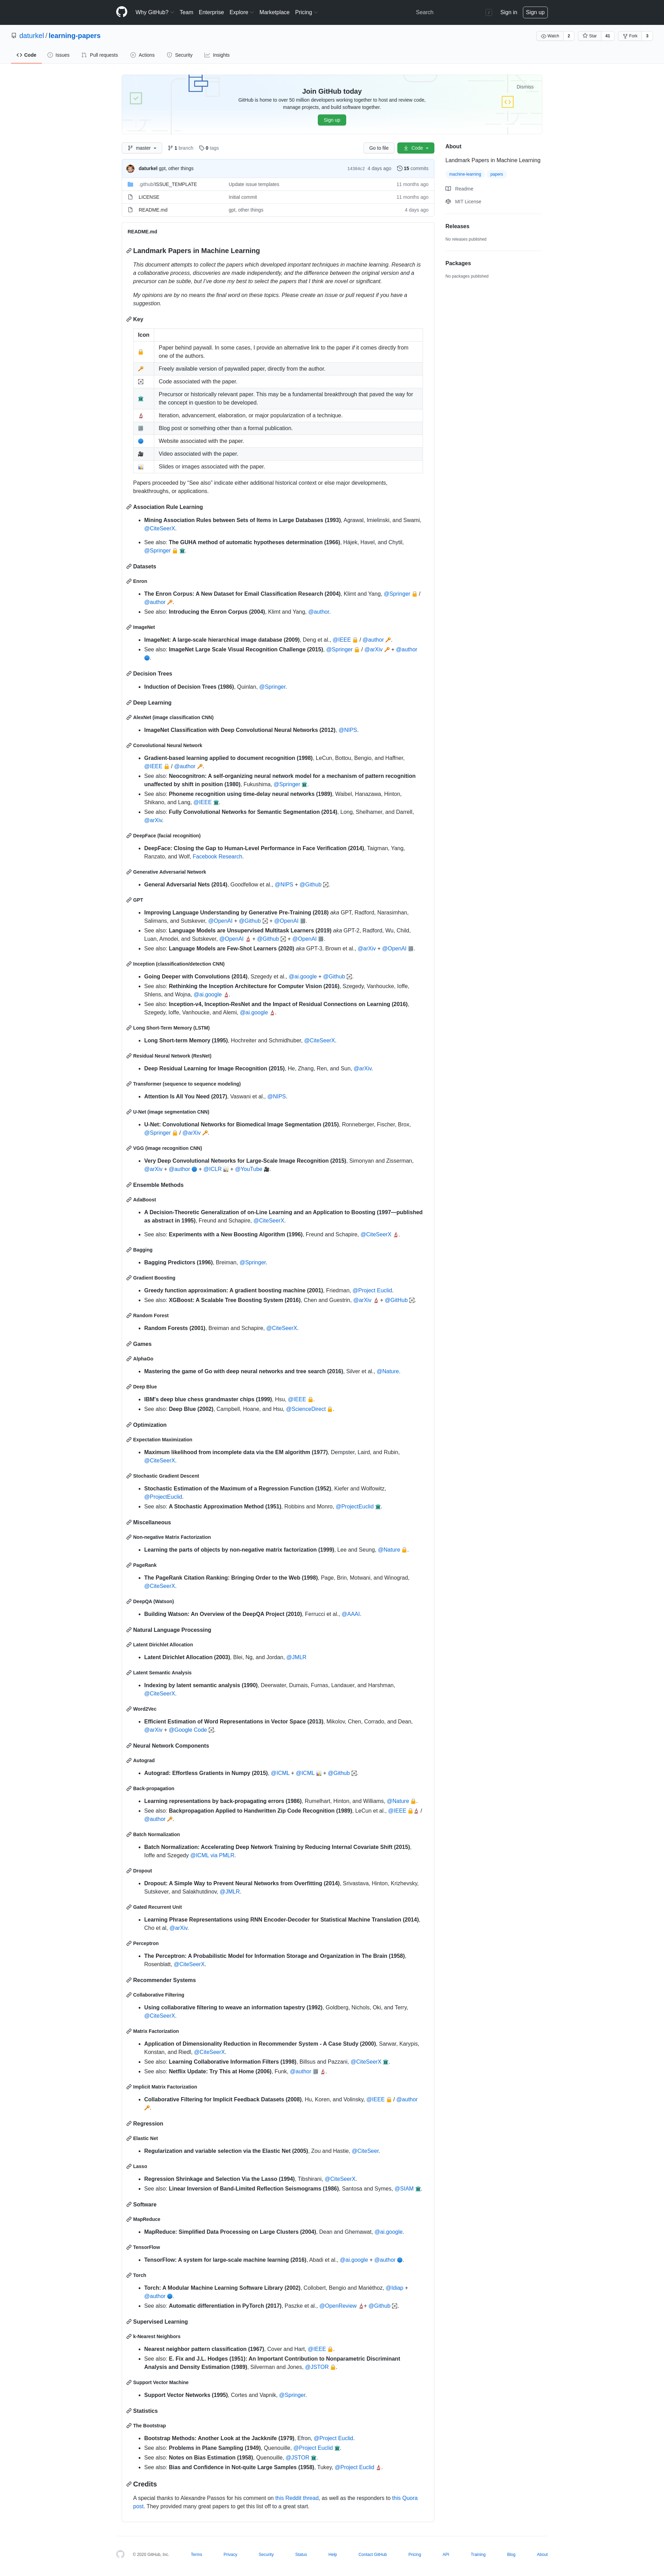 Why GitHub? Team Enterprise Explore Marketplace Pricing Search / Sign in Sign up
daturkel / learning-papers
Watch 2 Star 41 Fork 3
Code Issues Pull requests Actions Security Insights
Dismiss
Join GitHub today
GitHub is home to over 50 million developers working together to host and review code,
manage projects, and build software together.
Sign up
master 1 branch 0 tags Go to file Code
daturkel gpt, other things 4 days ago 15 commits
.github/ISSUE_TEMPLATE Update issue templates 11 months ago
LICENSE Initial commit 11 months ago
README.md gpt, other things 4 days ago
About
Landmark Papers in Machine Learning
machine-learning papers
Readme
MIT License
Releases
No releases published
Packages
No packages published
README.md
Landmark Papers in Machine Learning
This document attempts to collect the papers which developed important techniques in machine learning. Research is
a collaborative process, discoveries are made independently, and the difference between the original version and a
precursor can be subtle, but I've done my best to select the papers that I think are novel or significant.
My opinions are by no means the final word on these topics. Please create an issue or pull request if you have a
suggestion.
Key
Icon
Paper behind paywall. In some cases, I provide an alternative link to the paper if it comes directly from
one of the authors.
Freely available version of paywalled paper, directly from the author.
Code associated with the paper.
Precursor or historically relevant paper. This may be a fundamental breakthrough that paved the way for
the concept in question to be developed.
Iteration, advancement, elaboration, or major popularization of a technique.
Blog post or something other than a formal publication.
Website associated with the paper.
Video associated with the paper.
Slides or images associated with the paper.
Papers proceeded by "See also" indicate either additional historical context or else major developments,
breakthroughs, or applications.
Association Rule Learning
Mining Association Rules between Sets of Items in Large Databases (1993), Agrawal, Imielinski, and Swami,
@CiteSeerX.
See also: The GUHA method of automatic hypotheses determination (1966), Hájek, Havel, and Chytil,
@Springer.
Datasets
Enron
The Enron Corpus: A New Dataset for Email Classification Research (2004), Klimt and Yang, @Springer /
@author.
See also: Introducing the Enron Corpus (2004), Klimt and Yang, @author.
ImageNet
ImageNet: A large-scale hierarchical image database (2009), Deng et al., @IEEE / @author.
See also: ImageNet Large Scale Visual Recognition Challenge (2015), @Springer / @arXiv + @author
.
Decision Trees
Induction of Decision Trees (1986), Quinlan, @Springer.
Deep Learning
AlexNet (image classification CNN)
ImageNet Classification with Deep Convolutional Neural Networks (2012), @NIPS.
Convolutional Neural Network
Gradient-based learning applied to document recognition (1998), LeCun, Bottou, Bengio, and Haffner,
@IEEE / @author.
See also: Neocognitron: A self-organizing neural network model for a mechanism of pattern recognition
unaffected by shift in position (1980), Fukushima, @Springer.
See also: Phoneme recognition using time-delay neural networks (1989), Waibel, Hanazawa, Hinton,
Shikano, and Lang, @IEEE.
See also: Fully Convolutional Networks for Semantic Segmentation (2014), Long, Shelhamer, and Darrell,
@arXiv.
DeepFace (facial recognition)
DeepFace: Closing the Gap to Human-Level Performance in Face Verification (2014), Taigman, Yang,
Ranzato, and Wolf, Facebook Research.
Generative Adversarial Network
General Adversarial Nets (2014), Goodfellow et al., @NIPS + @Github.
GPT
Improving Language Understanding by Generative Pre-Training (2018) aka GPT, Radford, Narasimhan,
Salimans, and Sutskever, @OpenAI + @Github + @OpenAI.
See also: Language Models are Unsupervised Multitask Learners (2019) aka GPT-2, Radford, Wu, Child,
Luan, Amodei, and Sutskever, @OpenAI + @Github + @OpenAI.
See also: Language Models are Few-Shot Learners (2020) aka GPT-3, Brown et al., @arXiv + @OpenAI.
Inception (classification/detection CNN)
Going Deeper with Convolutions (2014), Szegedy et al., @ai.google + @Github.
See also: Rethinking the Inception Architecture for Computer Vision (2016), Szegedy, Vanhoucke, Ioffe,
Shlens, and Wojna, @ai.google.
See also: Inception-v4, Inception-ResNet and the Impact of Residual Connections on Learning (2016),
Szegedy, Ioffe, Vanhoucke, and Alemi, @ai.google.
Long Short-Term Memory (LSTM)
Long Short-term Memory (1995), Hochreiter and Schmidhuber, @CiteSeerX.
Residual Neural Network (ResNet)
Deep Residual Learning for Image Recognition (2015), He, Zhang, Ren, and Sun, @arXiv.
Transformer (sequence to sequence modeling)
Attention Is All You Need (2017), Vaswani et al., @NIPS.
U-Net (image segmentation CNN)
U-Net: Convolutional Networks for Biomedical Image Segmentation (2015), Ronneberger, Fischer, Brox,
@Springer / @arXiv.
VGG (image recognition CNN)
Very Deep Convolutional Networks for Large-Scale Image Recognition (2015), Simonyan and Zisserman,
@arXiv + @author + @ICLR + @YouTube.
Ensemble Methods
AdaBoost
A Decision-Theoretic Generalization of on-Line Learning and an Application to Boosting (1997—published
as abstract in 1995), Freund and Schapire, @CiteSeerX.
See also: Experiments with a New Boosting Algorithm (1996), Freund and Schapire, @CiteSeerX.
Bagging
Bagging Predictors (1996), Breiman, @Springer.
Gradient Boosting
Greedy function approximation: A gradient boosting machine (2001), Friedman, @Project Euclid.
See also: XGBoost: A Scalable Tree Boosting System (2016), Chen and Guestrin, @arXiv + @GitHub.
Random Forest
Random Forests (2001), Breiman and Schapire, @CiteSeerX.
Games
AlphaGo
Mastering the game of Go with deep neural networks and tree search (2016), Silver et al., @Nature.
Deep Blue
IBM's deep blue chess grandmaster chips (1999), Hsu, @IEEE.
See also: Deep Blue (2002), Campbell, Hoane, and Hsu, @ScienceDirect.
Optimization
Expectation Maximization
Maximum likelihood from incomplete data via the EM algorithm (1977), Dempster, Laird, and Rubin,
@CiteSeerX.
Stochastic Gradient Descent
Stochastic Estimation of the Maximum of a Regression Function (1952), Kiefer and Wolfowitz,
@ProjectEuclid.
See also: A Stochastic Approximation Method (1951), Robbins and Monro, @ProjectEuclid.
Miscellaneous
Non-negative Matrix Factorization
Learning the parts of objects by non-negative matrix factorization (1999), Lee and Seung, @Nature.
PageRank
The PageRank Citation Ranking: Bringing Order to the Web (1998), Page, Brin, Motwani, and Winograd,
@CiteSeerX.
DeepQA (Watson)
Building Watson: An Overview of the DeepQA Project (2010), Ferrucci et al., @AAAI.
Natural Language Processing
Latent Dirichlet Allocation
Latent Dirichlet Allocation (2003), Blei, Ng, and Jordan, @JMLR
Latent Semantic Analysis
Indexing by latent semantic analysis (1990), Deerwater, Dumais, Furnas, Landauer, and Harshman,
@CiteSeerX.
Word2Vec
Efficient Estimation of Word Representations in Vector Space (2013), Mikolov, Chen, Corrado, and Dean,
@arXiv + @Google Code.
Neural Network Components
Autograd
Autograd: Effortless Gradients in Numpy (2015), @ICML + @ICML + @Github.
Back-propagation
Learning representations by back-propagating errors (1986), Rumelhart, Hinton, and Williams, @Nature.
See also: Backpropagation Applied to Handwritten Zip Code Recognition (1989), LeCun et al., @IEEE /
@author.
Batch Normalization
Batch Normalization: Accelerating Deep Network Training by Reducing Internal Covariate Shift (2015),
Ioffe and Szegedy @ICML via PMLR.
Dropout
Dropout: A Simple Way to Prevent Neural Networks from Overfitting (2014), Srivastava, Hinton, Krizhevsky,
Sutskever, and Salakhutdinov, @JMLR.
Gated Recurrent Unit
Learning Phrase Representations using RNN Encoder-Decoder for Statistical Machine Translation (2014),
Cho et al, @arXiv.
Perceptron
The Perceptron: A Probabilistic Model for Information Storage and Organization in The Brain (1958),
Rosenblatt, @CiteSeerX.
Recommender Systems
Collaborative Filtering
Using collaborative filtering to weave an information tapestry (1992), Goldberg, Nichols, Oki, and Terry,
@CiteSeerX.
Matrix Factorization
Application of Dimensionality Reduction in Recommender System - A Case Study (2000), Sarwar, Karypis,
Konstan, and Riedl, @CiteSeerX.
See also: Learning Collaborative Information Filters (1998), Billsus and Pazzani, @CiteSeerX.
See also: Netflix Update: Try This at Home (2006), Funk, @author.
Implicit Matrix Factorization
Collaborative Filtering for Implicit Feedback Datasets (2008), Hu, Koren, and Volinsky, @IEEE / @author
.
Regression
Elastic Net
Regularization and variable selection via the Elastic Net (2005), Zou and Hastie, @CiteSeer.
Lasso
Regression Shrinkage and Selection Via the Lasso (1994), Tibshirani, @CiteSeerX.
See also: Linear Inversion of Band-Limited Reflection Seismograms (1986), Santosa and Symes, @SIAM.
Software
MapReduce
MapReduce: Simplified Data Processing on Large Clusters (2004), Dean and Ghemawat, @ai.google.
TensorFlow
TensorFlow: A system for large-scale machine learning (2016), Abadi et al., @ai.google + @author.
Torch
Torch: A Modular Machine Learning Software Library (2002), Collobert, Bengio and Mariéthoz, @Idiap +
@author.
See also: Automatic differentiation in PyTorch (2017), Paszke et al., @OpenReview + @Github.
Supervised Learning
k-Nearest Neighbors
Nearest neighbor pattern classification (1967), Cover and Hart, @IEEE.
See also: E. Fix and J.L. Hodges (1951): An Important Contribution to Nonparametric Discriminant
Analysis and Density Estimation (1989), Silverman and Jones, @JSTOR.
Support Vector Machine
Support Vector Networks (1995), Cortes and Vapnik, @Springer.
Statistics
The Bootstrap
Bootstrap Methods: Another Look at the Jackknife (1979), Efron, @Project Euclid.
See also: Problems in Plane Sampling (1949), Quenouille, @Project Euclid.
See also: Notes on Bias Estimation (1958), Quenouille, @JSTOR.
See also: Bias and Confidence in Not-quite Large Samples (1958), Tukey, @Project Euclid.
Credits
A special thanks to Alexandre Passos for his comment on this Reddit thread, as well as the responders to this Quora
post. They provided many great papers to get this list off to a great start.
© 2020 GitHub, Inc. Terms Privacy Security Status Help Contact GitHub Pricing API Training Blog About